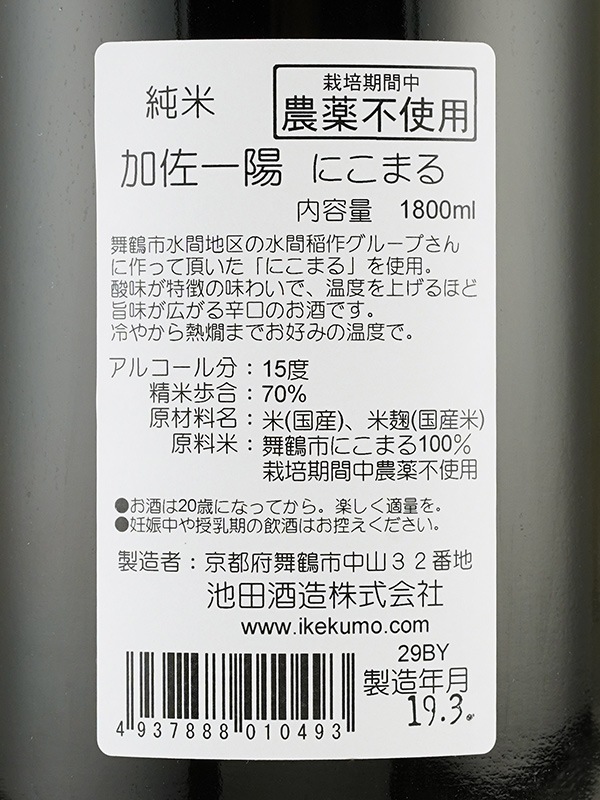 純米
栽培期間中
農薬不使用
加佐一陽 にこまる
内容量 1800ml
舞鶴市水間地区の水間稲作グループさん
に作って頂いた「にこまる」を使用。
酸味が特徴の味わいで、温度を上げるほど
旨味が広がる辛口のお酒です。
冷やから熱燗までお好みの温度で。
アルコール分：15度
精米歩合：70%
原材料名：米(国産)、米麹(国産米)
原料米：舞鶴市にこまる100%
栽培期間中農薬不使用
●お酒は20歳になってから。楽しく適量を。
●妊娠中や授乳期の飲酒はお控えください。
製造者：京都府舞鶴市中山３２番地
池田酒造株式会社
www.ikekumo.com
29BY
製造年月
19.3.
4 937888 010493